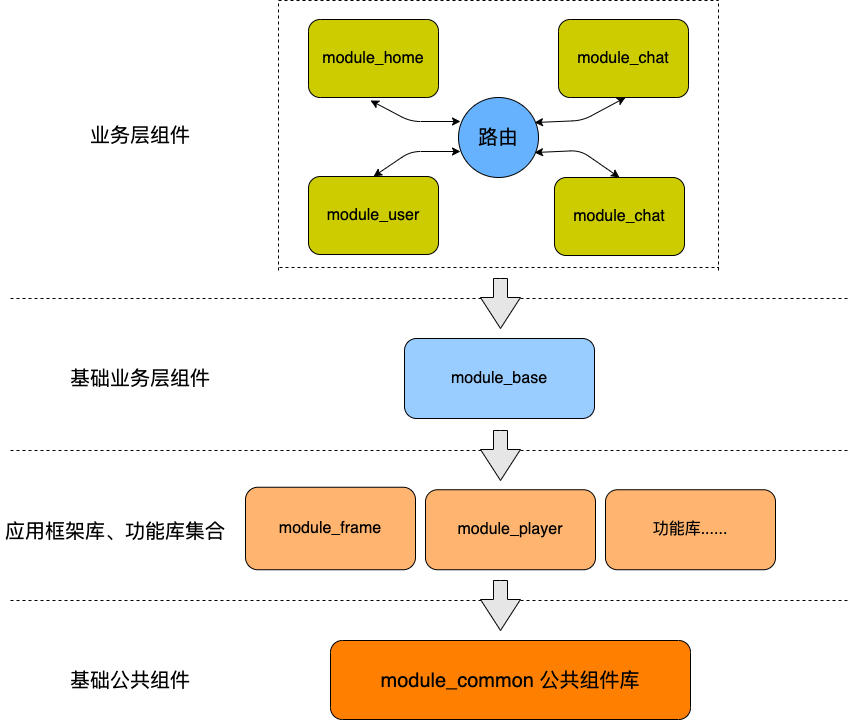 module_home
module_chat
业务层组件
路由
module_user
module_chat
基础业务层组件
module_base
应用框架库、功能库集合
module_frame
module_player
功能库......
基础公共组件
module_common 公共组件库